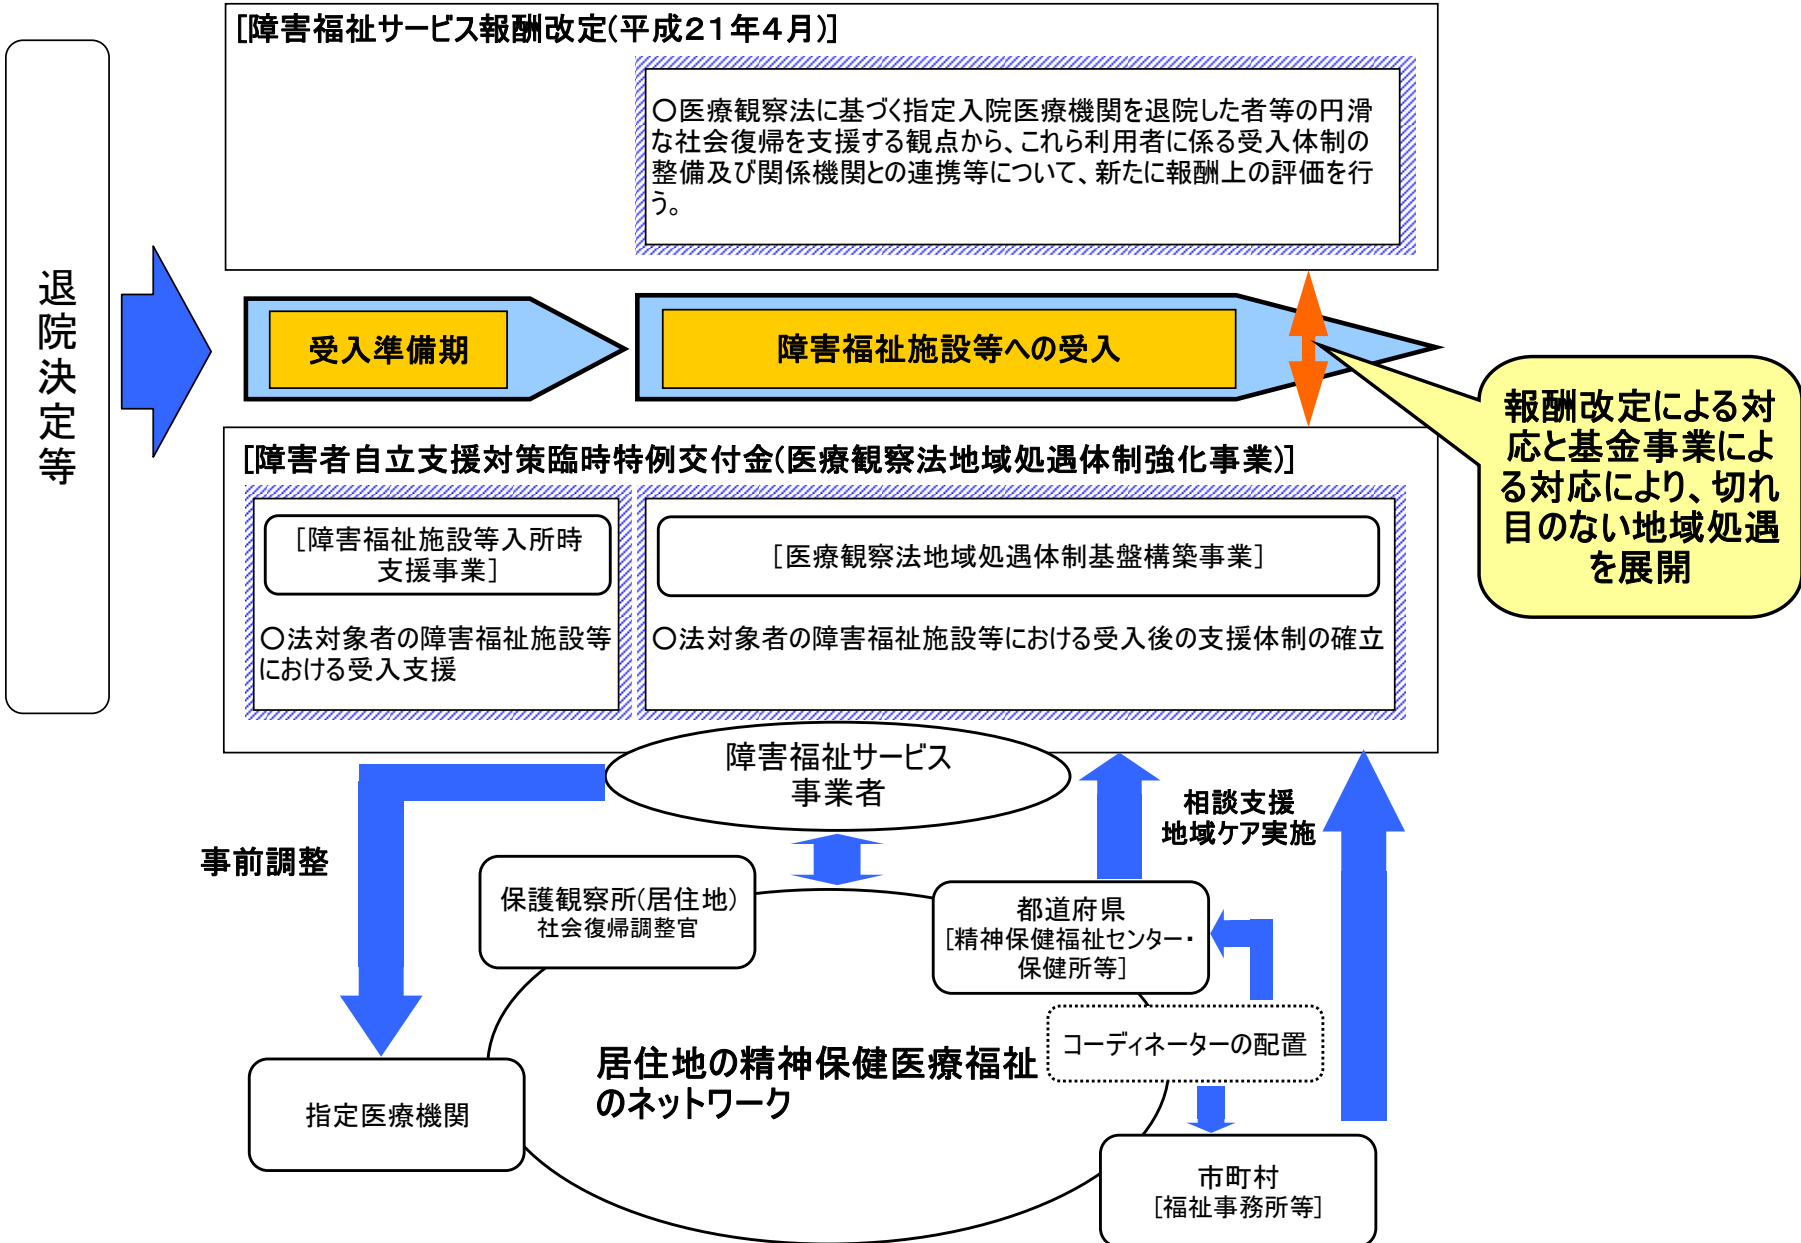 [障害福祉サービス報酬改定(平成21年4月)]
○医療観察法に基づく指定入院医療機関を退院した者等の円滑
な社会復帰を支援する観点から、これら利用者に係る受入体制の
整備及び関係機関との連携等について、新たに報酬上の評価を行
う。
退院決定等
受入準備期
障害福祉施設等への受入
報酬改定による対
応と基金事業によ
る対応により、切れ
目のない地域処遇
を展開
[障害者自立支援対策臨時特例交付金(医療観察法地域処遇体制強化事業)]
[障害福祉施設等入所時
支援事業]
○法対象者の障害福祉施設等
における受入支援
[医療観察法地域処遇体制基盤構築事業]
○法対象者の障害福祉施設等における受入後の支援体制の確立
障害福祉サービス
事業者
相談支援
地域ケア実施
事前調整
保護観察所(居住地)
社会復帰調整官
都道府県
[精神保健福祉センター・
保健所等]
コーディネーターの配置
居住地の精神保健医療福祉
のネットワーク
指定医療機関
市町村
[福祉事務所等]